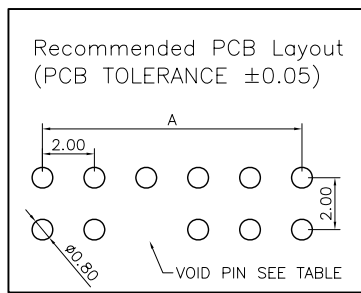 Recommended PCB Layout
(PCB TOLERANCE ±0.05)
A
2.00
2.00
ø0.80
VOID PIN SEE TABLE